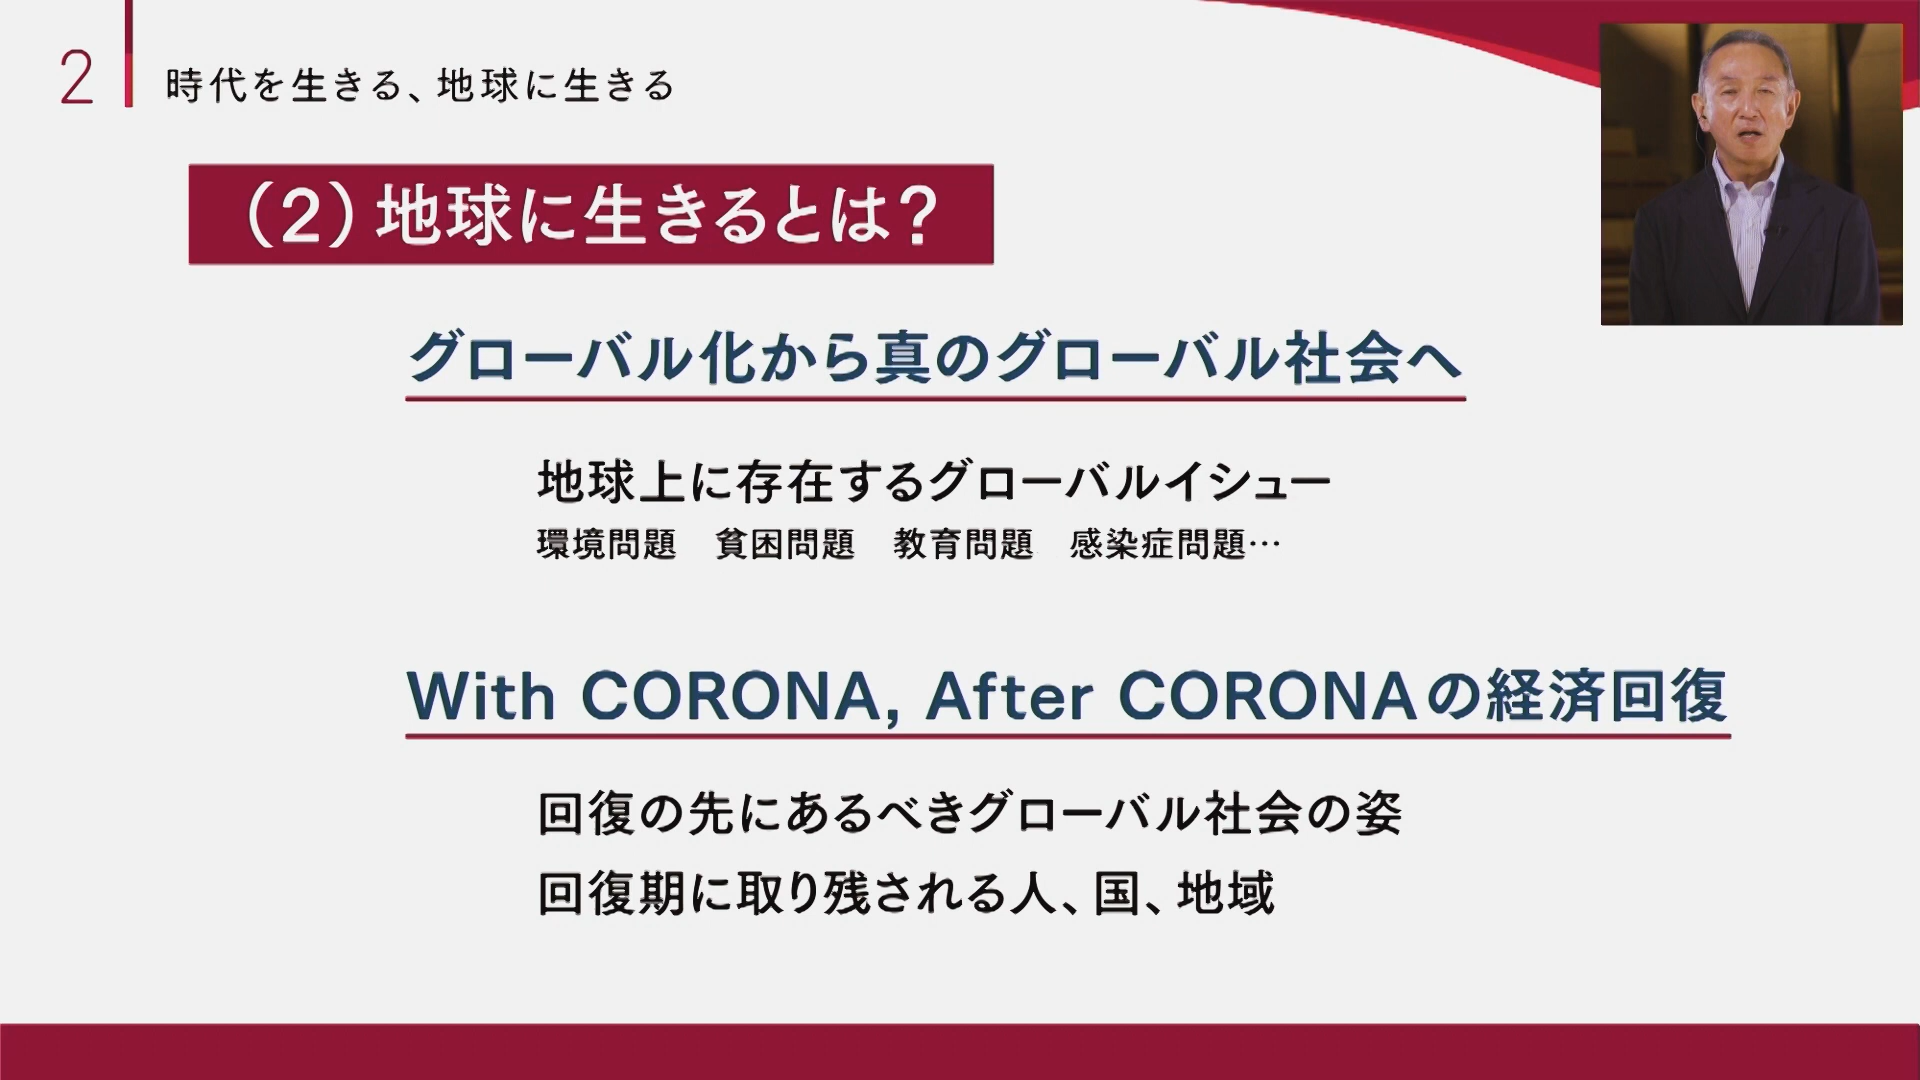 2
時代を生きる、地球に生きる
（2）地球に生きるとは？
グローバル化から真のグローバル社会へ
地球上に存在するグローバルイシュー
環境問題　貧困問題　教育問題　感染症問題…
With CORONA, After CORONAの経済回復
回復の先にあるべきグローバル社会の姿
回復期に取り残される人、国、地域